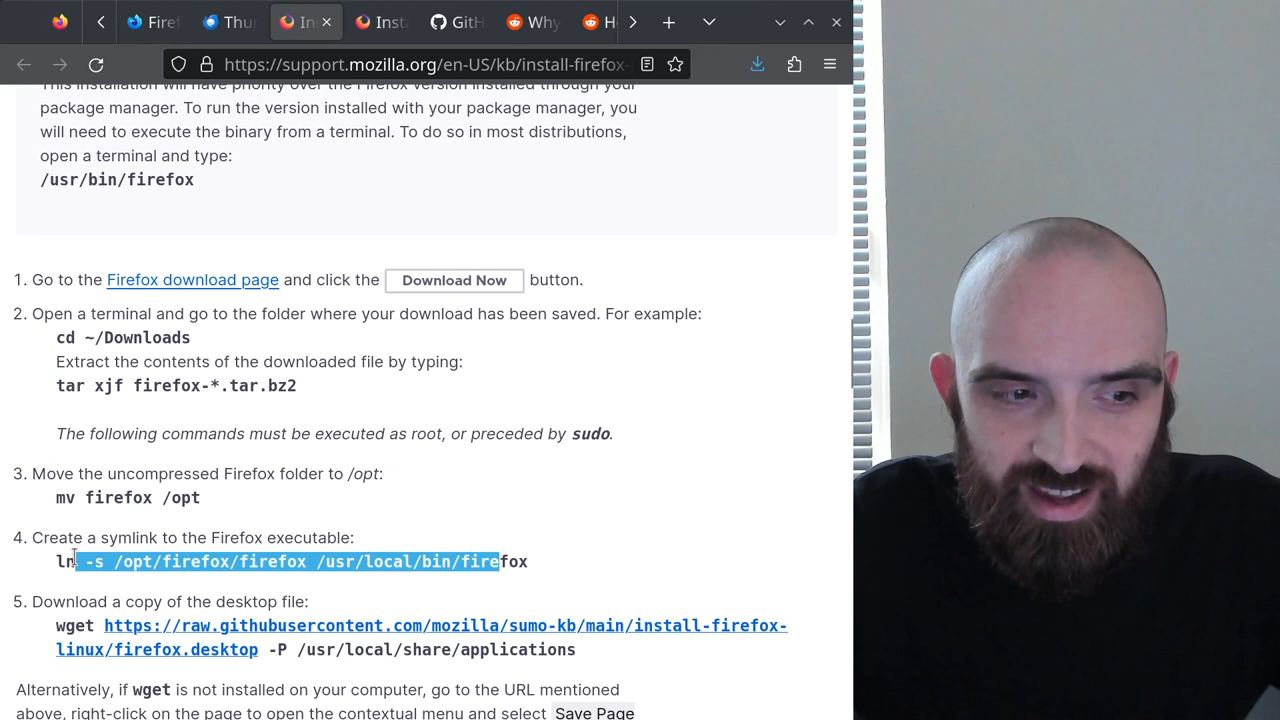 Firef
Thu
In
Inst
GitH
Why
H
https://support.mozilla.org/en-US/kb/install-firefox-
This installation will have priority over the Firefox version installed through your
package manager. To run the version installed with your package manager, you
will need to execute the binary from a terminal. To do so in most distributions,
open a terminal and type:
/usr/bin/firefox
1. Go to the Firefox download page and click the Download Now button.
2. Open a terminal and go to the folder where your download has been saved. For example:
cd ~/Downloads
Extract the contents of the downloaded file by typing:
tar xjf firefox-*.tar.bz2
The following commands must be executed as root, or preceded by sudo.
3. Move the uncompressed Firefox folder to /opt:
mv firefox /opt
4. Create a symlink to the Firefox executable:
ln -s /opt/firefox/firefox /usr/local/bin/firefox
5. Download a copy of the desktop file:
wget https://raw.githubusercontent.com/mozilla/sumo-kb/main/install-firefox-
linux/firefox.desktop -P /usr/local/share/applications
Alternatively, if wget is not installed on your computer, go to the URL mentioned
above, right-click on the page to open the contextual menu and select Save Page